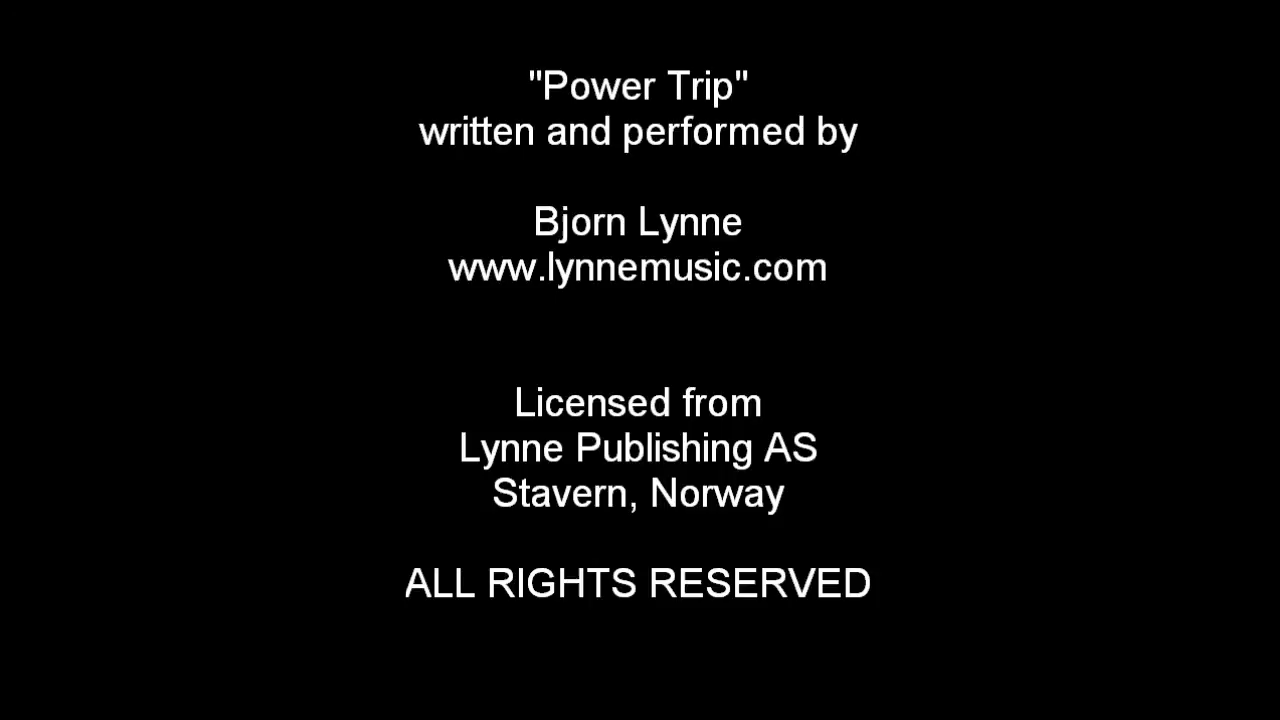 "Power Trip"
written and performed by
Bjorn Lynne
www.lynnemusic.com
Licensed from
Lynne Publishing AS
Stavern, Norway
ALL RIGHTS RESERVED